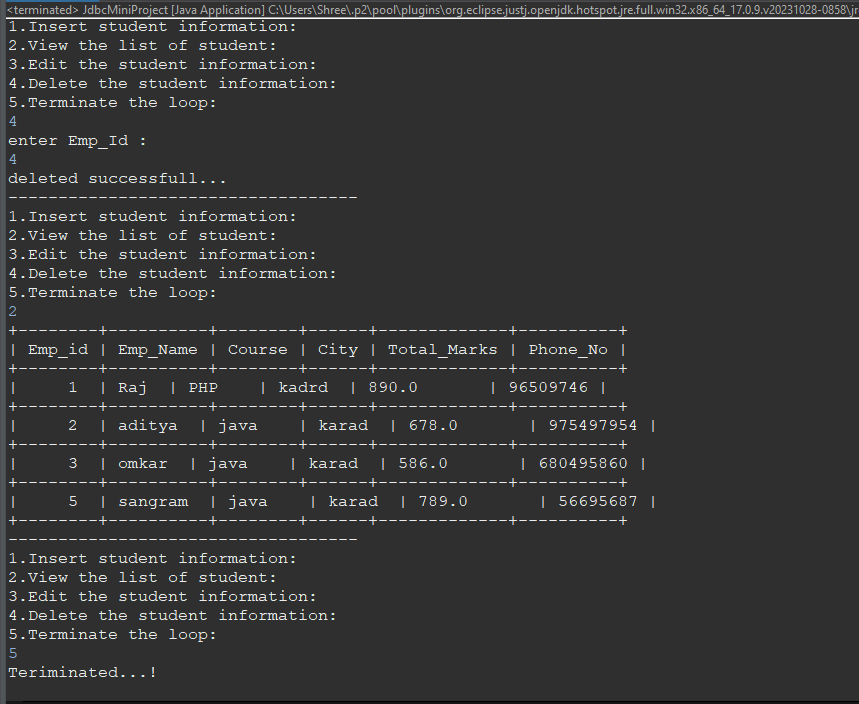 <terminated> JdbcMiniProject [Java Application] C:\Users\Shree\.p2\pool\plugins\org.eclipse.justj.openjdk.hotspot.jre.full.win32.x86_64_17.0.9.v20231028-0858\jr
1.Insert student information:
2.View the list of student:
3.Edit the student information:
4.Delete the student information:
5.Terminate the loop:
4
enter Emp_Id :
4
deleted successfull...
-----------------------------------
1.Insert student information:
2.View the list of student:
3.Edit the student information:
4.Delete the student information:
5.Terminate the loop:
2
+--------+----------+--------+------+-------------+----------+
| Emp_id | Emp_Name | Course | City | Total_Marks | Phone_No |
+--------+----------+--------+------+-------------+----------+
|     1  | Raj  | PHP    | kadrd  | 890.0       | 96509746 |
+--------+----------+--------+------+-------------+----------+
|     2  | aditya  | java    | karad  | 678.0       | 975497954 |
+--------+----------+--------+------+-------------+----------+
|     3  | omkar  | java    | karad  | 586.0       | 680495860 |
+--------+----------+--------+------+-------------+----------+
|     5  | sangram  | java    | karad  | 789.0       | 56695687 |
+--------+----------+--------+------+-------------+----------+
-----------------------------------
1.Insert student information:
2.View the list of student:
3.Edit the student information:
4.Delete the student information:
5.Terminate the loop:
5
Teriminated...!